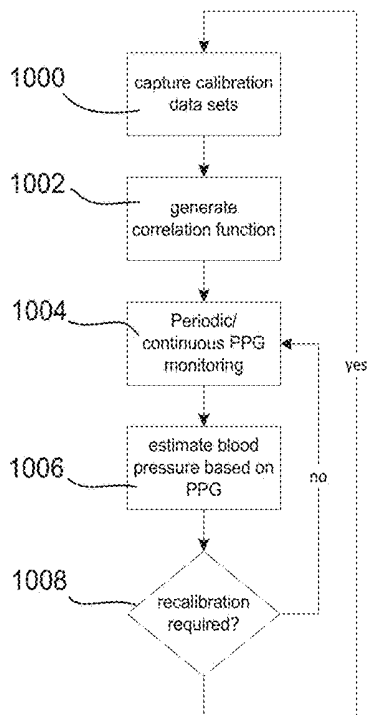 1000
capture calibration
data sets
1002
generate
correlation function
1004
Periodic/
continuous PPG
monitoring
yes
1006
estimate blood
pressure based on
PPG
no
1008
recalibration
required?